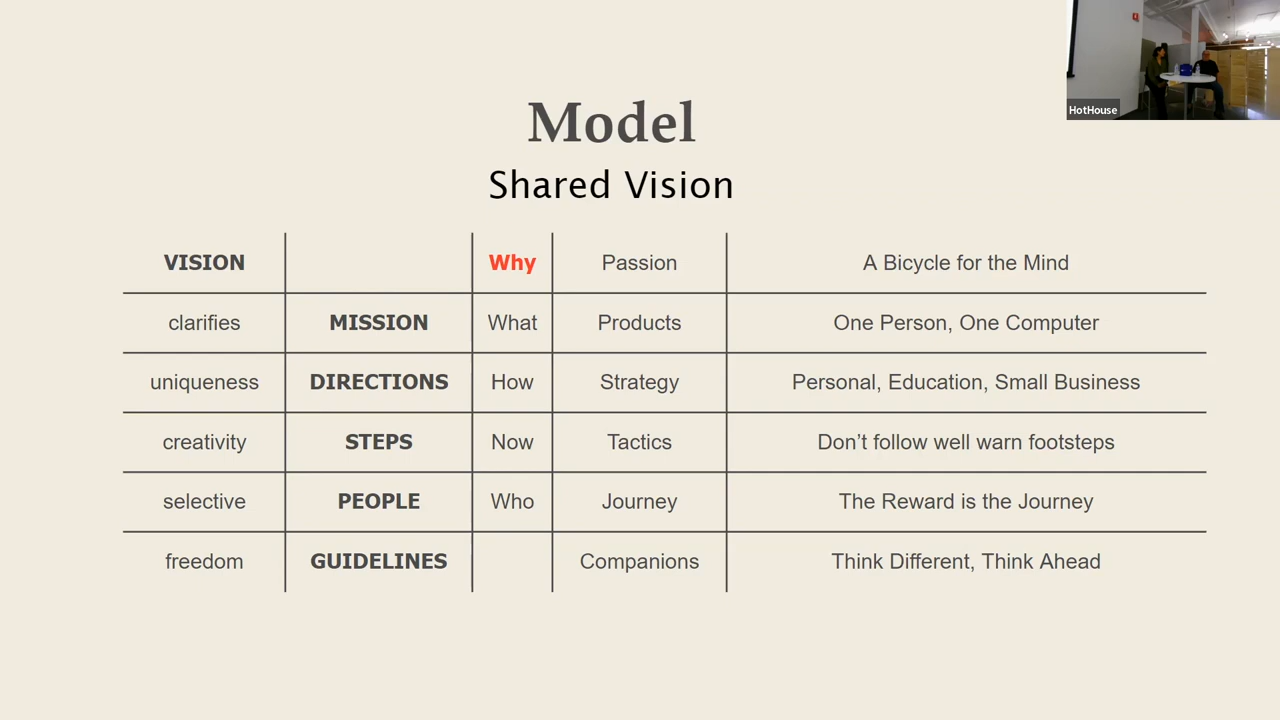 HotHouse
Model
Shared Vision
VISION Why Passion A Bicycle for the Mind
clarifies MISSION What Products One Person, One Computer
uniqueness DIRECTIONS How Strategy Personal, Education, Small Business
creativity STEPS Now Tactics Don’t follow well warn footsteps
selective PEOPLE Who Journey The Reward is the Journey
freedom GUIDELINES Companions Think Different, Think Ahead